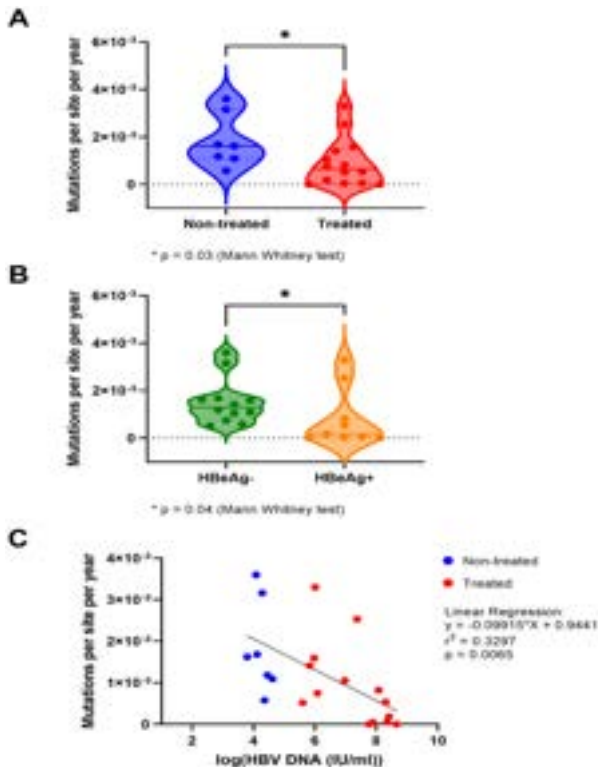 A
Mutations per site per year
6×10⁻³
4×10⁻³
2×10⁻³
0
*
Non-treated
Treated
* p = 0.03 (Mann Whitney test)
B
Mutations per site per year
6×10⁻³
4×10⁻³
2×10⁻³
0
*
HBeAg-
HBeAg+
* p = 0.04 (Mann Whitney test)
C
Mutations per site per year
4×10⁻³
3×10⁻³
2×10⁻³
1×10⁻³
0
2
4
6
8
10
log(HBV DNA (IU/ml))
Non-treated
Treated
Linear Regression
y = -0.09915*X + 0.9441
r² = 0.3297
p = 0.0065